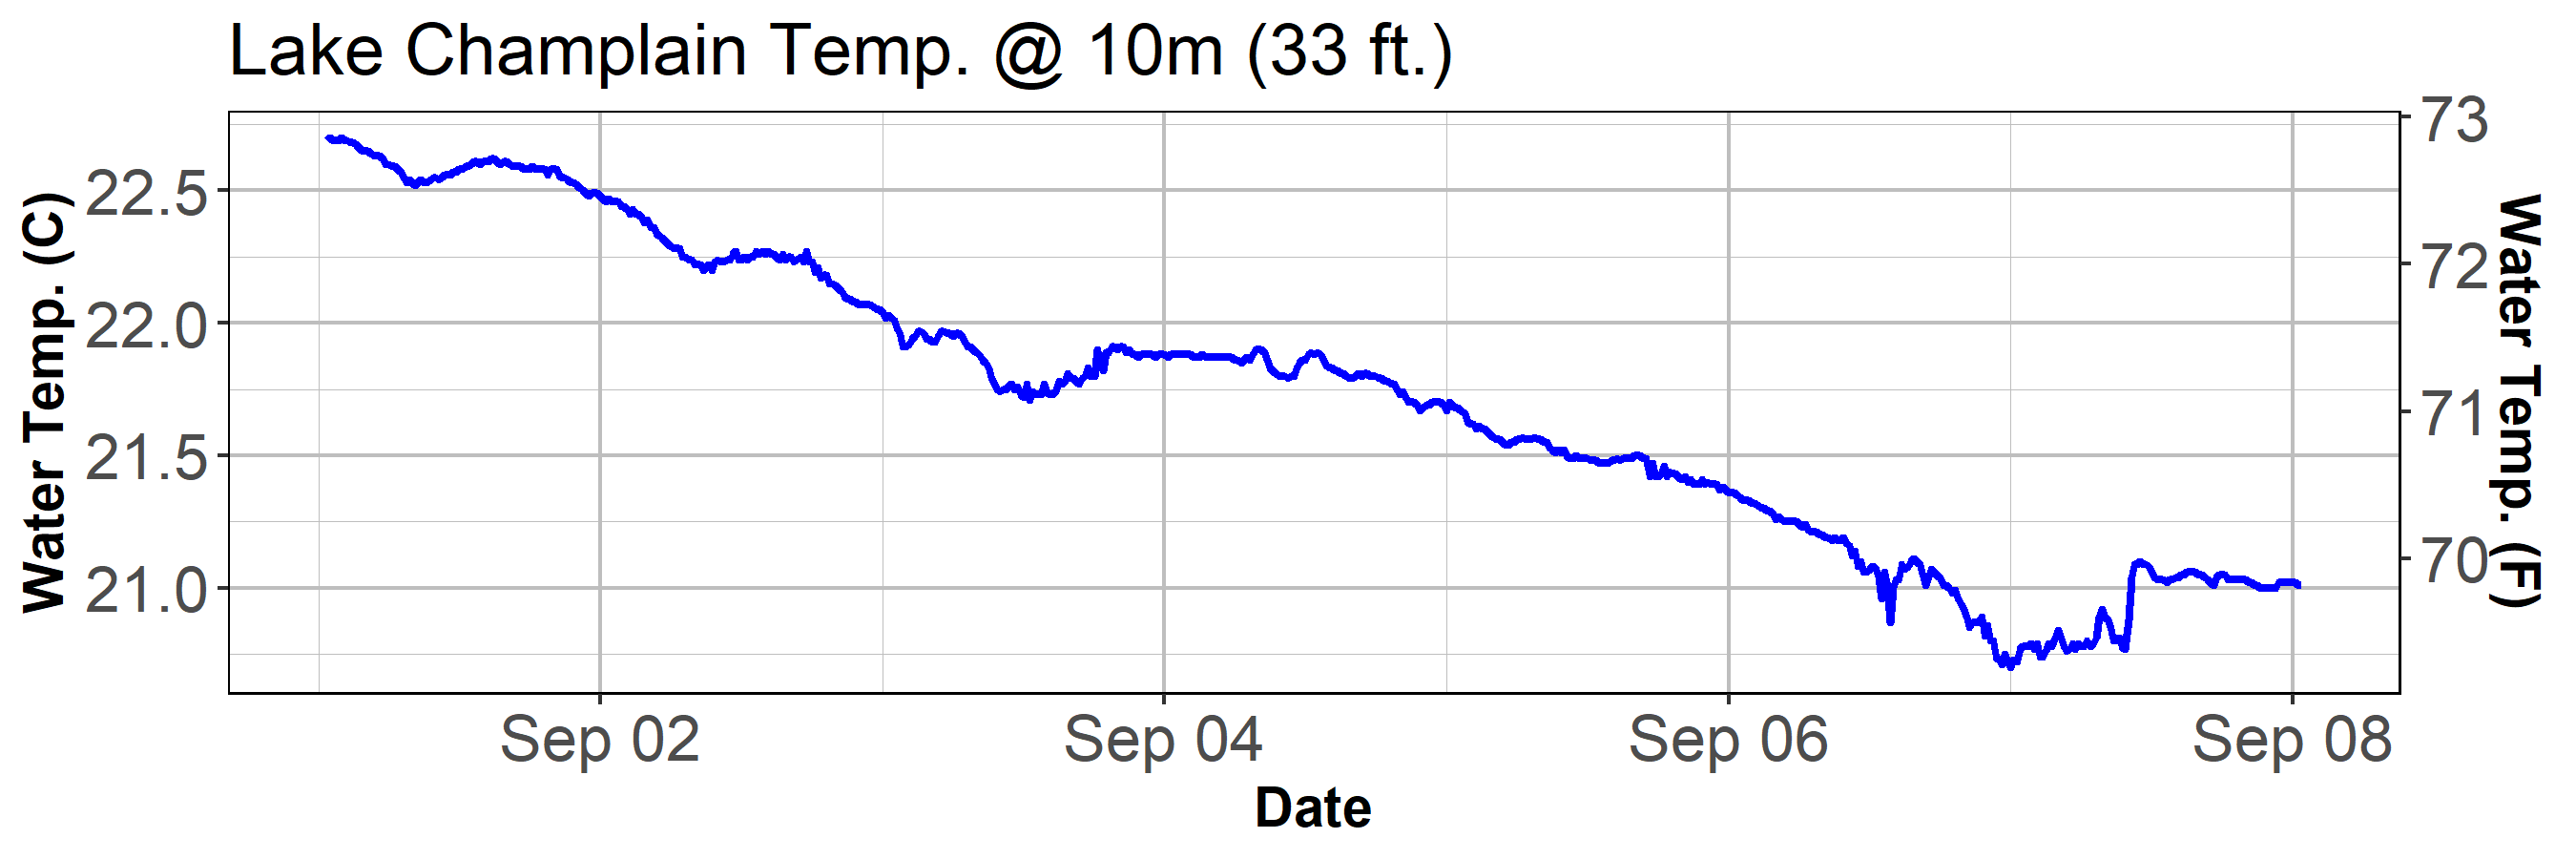 Lake Champlain Temp. @ 10m (33 ft.)
Water Temp. (C)
22.5
22.0
21.5
21.0
73
72
71
70
Water Temp. (F)
Sep 02 Sep 04 Sep 06 Sep 08
Date